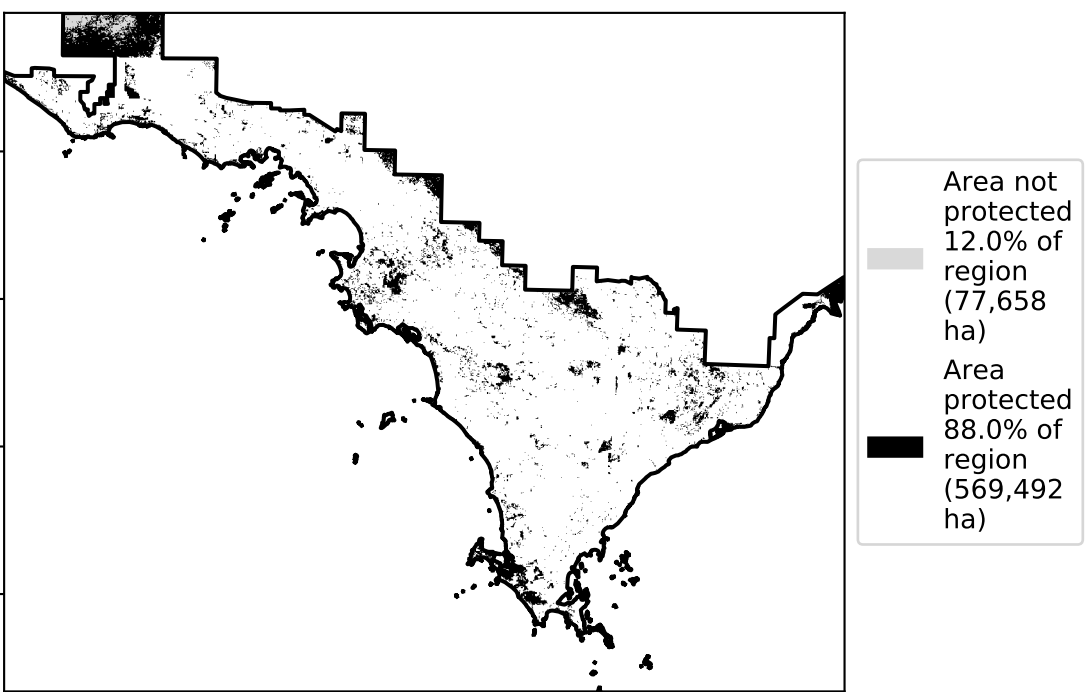 Area not
protected
12.0% of
region
(77,658
ha)
Area
protected
88.0% of
region
(569,492
ha)